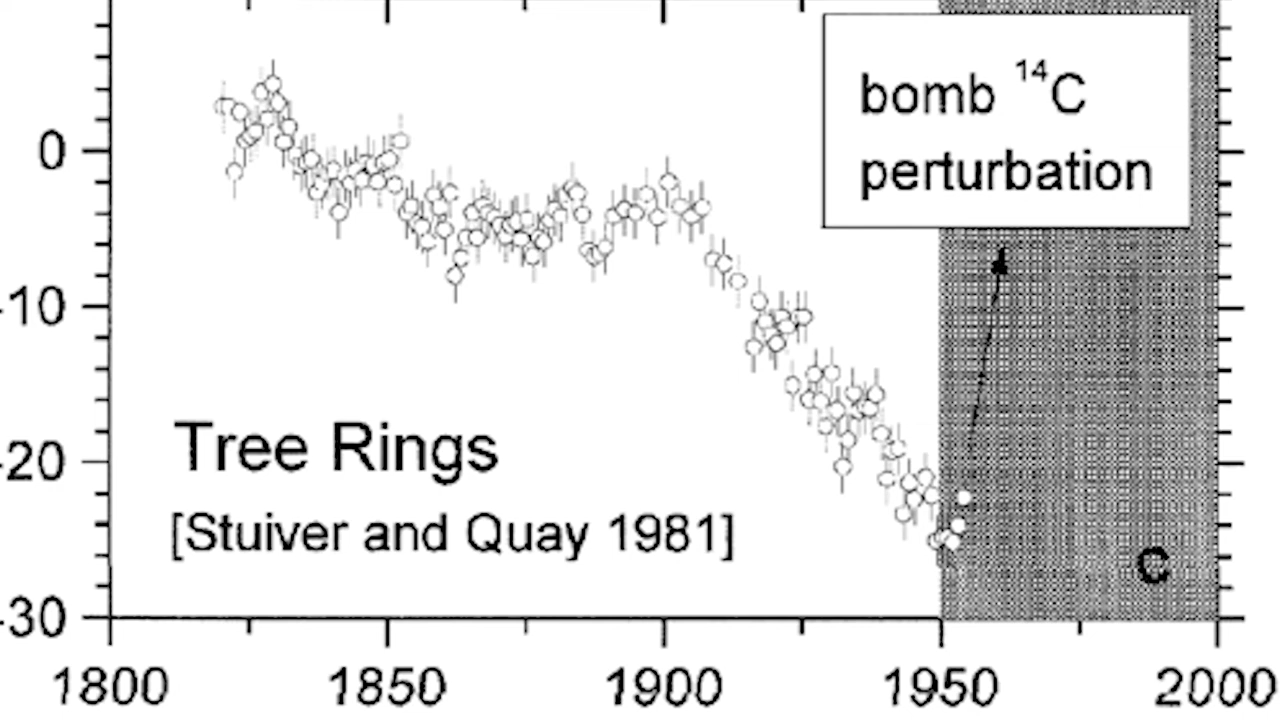 bomb ¹⁴C
perturbation
0
-10
-20
-30
Tree Rings
[Stuiver and Quay 1981]
C
1800 1850 1900 1950 2000